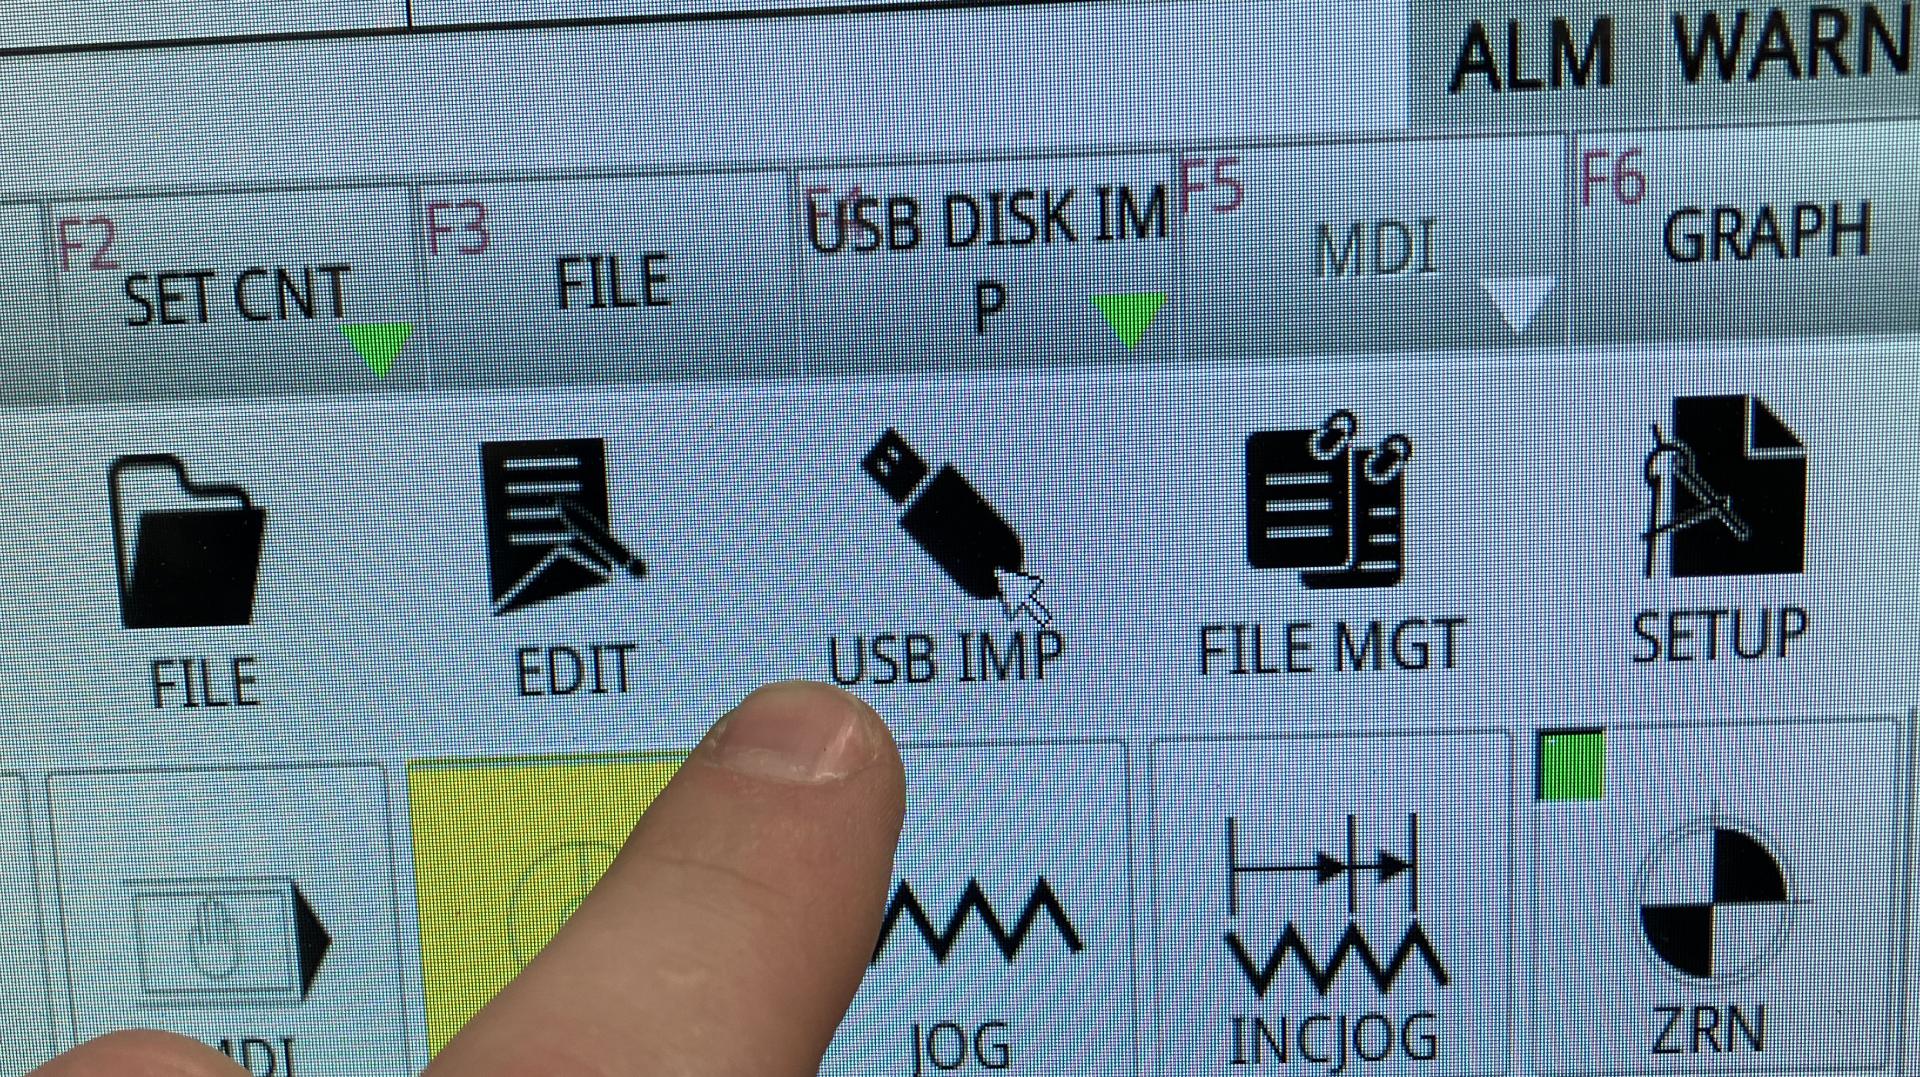 ALM WARN
F2 SET CNT
F3 FILE
USB DISK IM
P
F5 MDI
F6 GRAPH
FILE EDIT USB IMP FILE MGT SETUP
JOG INCJOG ZRN